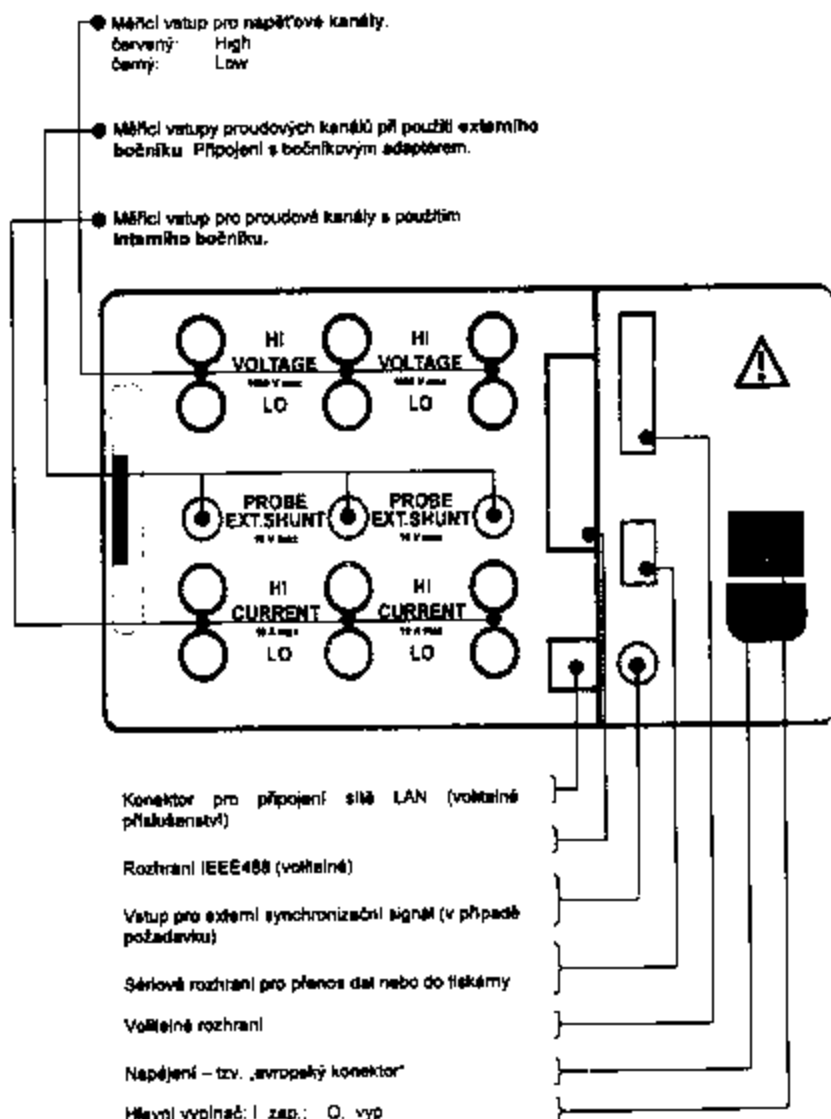 Měřicí vstup pro napěťové kanály.
červený: High
černý: Low
Měřicí vstupy proudových kanálů při použití externího
bočníku. Připojení s bočníkovým adaptérem.
Měřicí vstup pro proudové kanály s použitím
interního bočníku.
HI HI
VOLTAGE VOLTAGE
LO LO
PROBE PROBE
EXT.SHUNT EXT.SHUNT
HI HI
CURRENT CURRENT
LO LO
Konektor pro připojení sítě LAN (volitelné
příslušenství)
Rozhraní IEEE488 (volitelné)
Vstup pro externí synchronizační signál (v případě
požadavku)
Sériové rozhraní pro přenos dat nebo do tiskárny
Volitelné rozhraní
Napájení – tzv. „evropský konektor“
Hlavní vypínač: I zap.; O, vyp